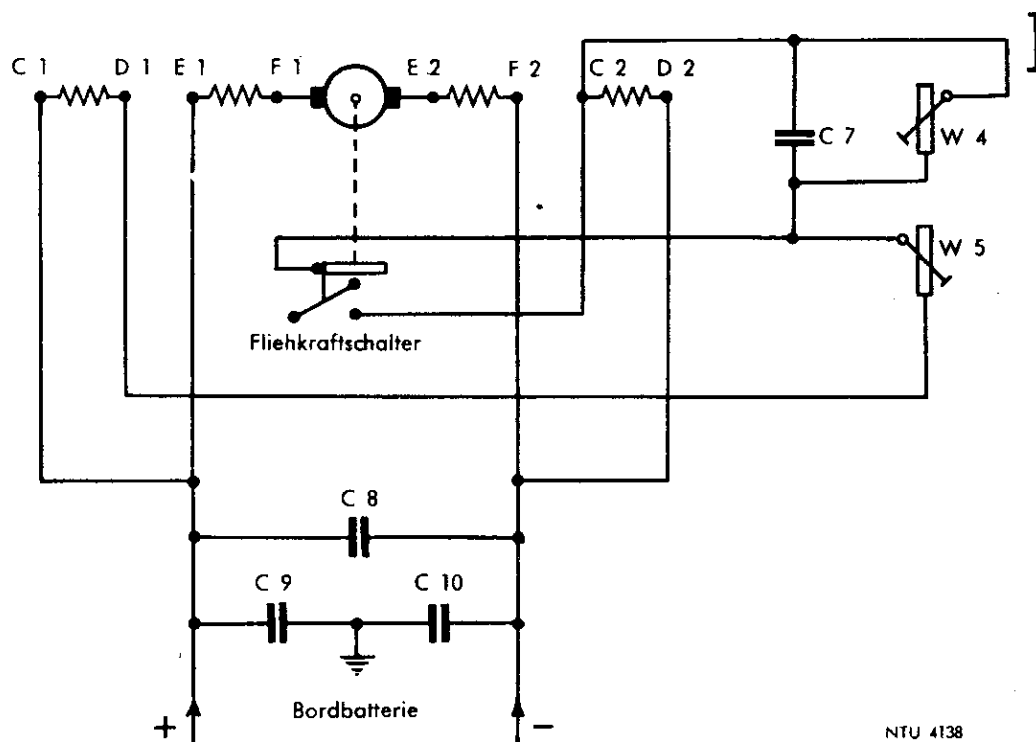 C 1
D 1
E 1
F 1
E 2
F 2
C 2
D 2
C 7
W 4
W 5
Fliehkraftschalter
C 8
C 9
C 10
+
Bordbatterie
−
NTU 4138